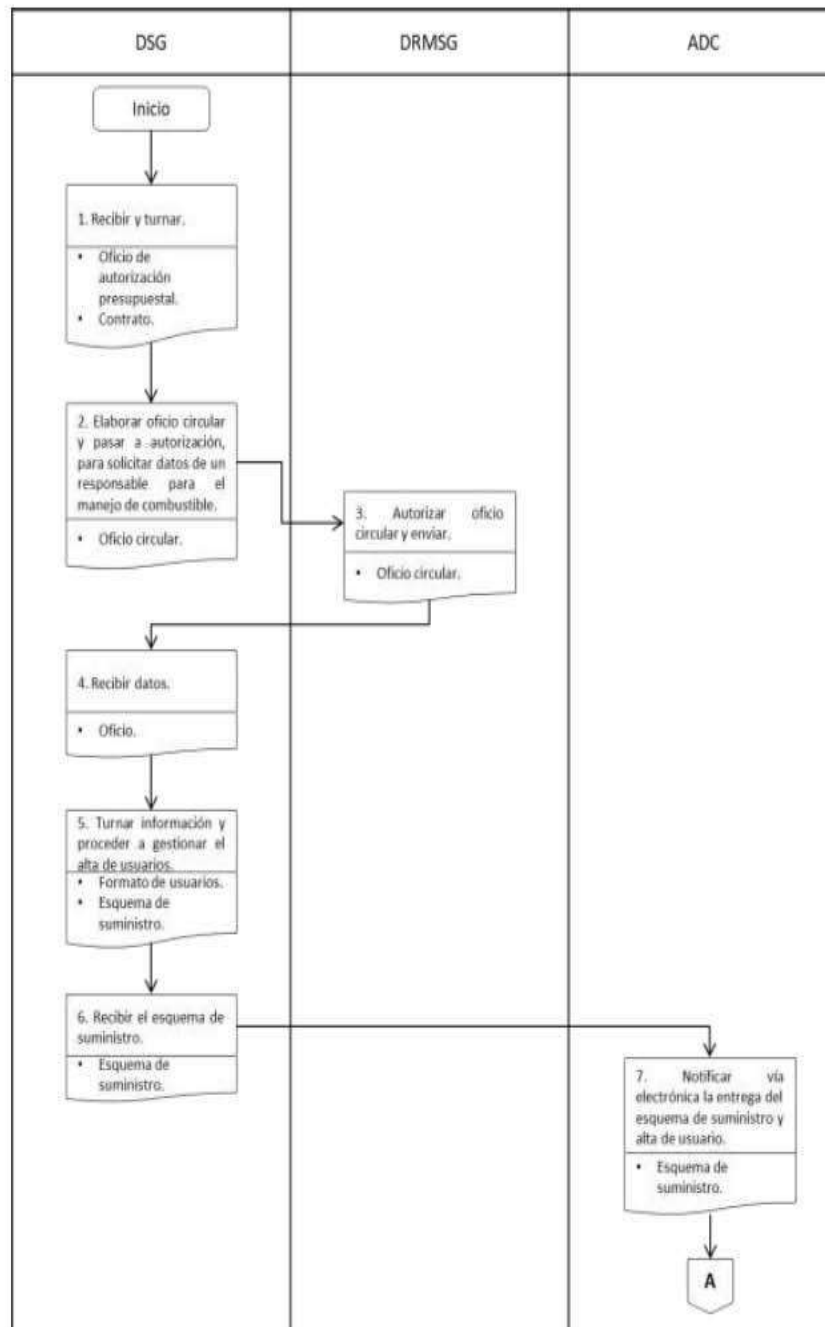 DSG
DRMSG
ADC
Inicio
1. Recibir y turnar.
• Oficio de
autorización
presupuestal.
• Contrato.
2. Elaborar oficio circular
y pasar a autorización,
para solicitar datos de un
responsable para el
manejo de combustible.
• Oficio circular.
3. Autorizar oficio
circular y enviar.
• Oficio circular.
4. Recibir datos.
• Oficio.
5. Turnar información y
proceder a gestionar el
alta de usuarios.
• Formato de usuarios.
• Esquema de
suministro.
6. Recibir el esquema de
suministro.
• Esquema de
suministro.
7. Notificar vía
electrónica la entrega del
esquema de suministro y
alta de usuario.
• Esquema de
suministro.
A